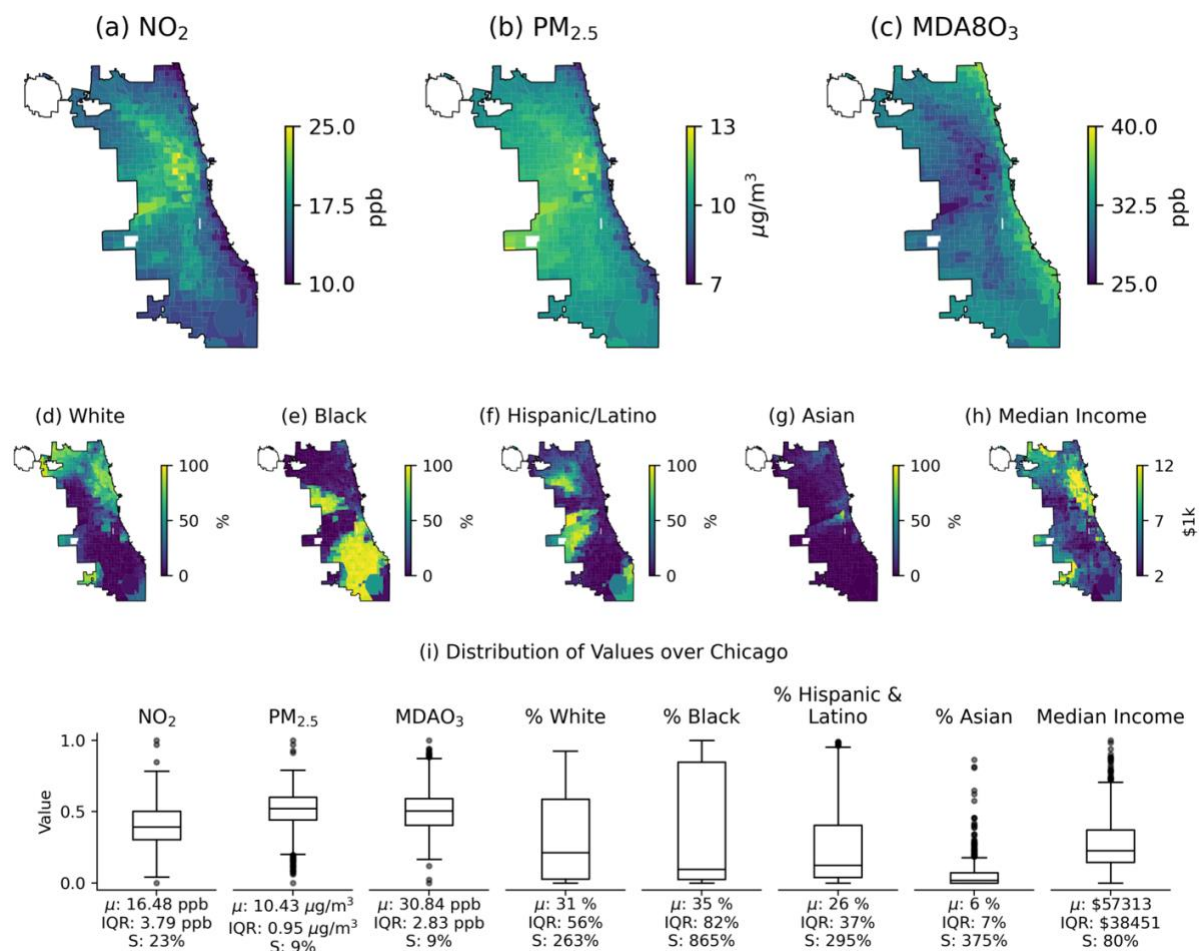 (a) NO₂
(b) PM₂.₅
(c) MDA8O₃
25.0
17.5
10.0
ppb
13
10
7
μg/m³
40.0
32.5
25.0
ppb
(d) White
(e) Black
(f) Hispanic/Latino
(g) Asian
(h) Median Income
100
50
0
%
100
50
0
%
100
50
0
%
100
50
0
%
12
7
2
$1k
(i) Distribution of Values over Chicago
NO₂
PM₂.₅
MDAO₃
% White
% Black
% Hispanic &
Latino
% Asian
Median Income
1.0
0.5
0.0
Value
μ: 16.48 ppb
IQR: 3.79 ppb
S: 23%
μ: 10.43 μg/m³
IQR: 0.95 μg/m³
S: 9%
μ: 30.84 ppb
IQR: 2.83 ppb
S: 9%
μ: 31 %
IQR: 56%
S: 263%
μ: 35 %
IQR: 82%
S: 865%
μ: 26 %
IQR: 37%
S: 295%
μ: 6 %
IQR: 7%
S: 375%
μ: $57313
IQR: $38451
S: 80%